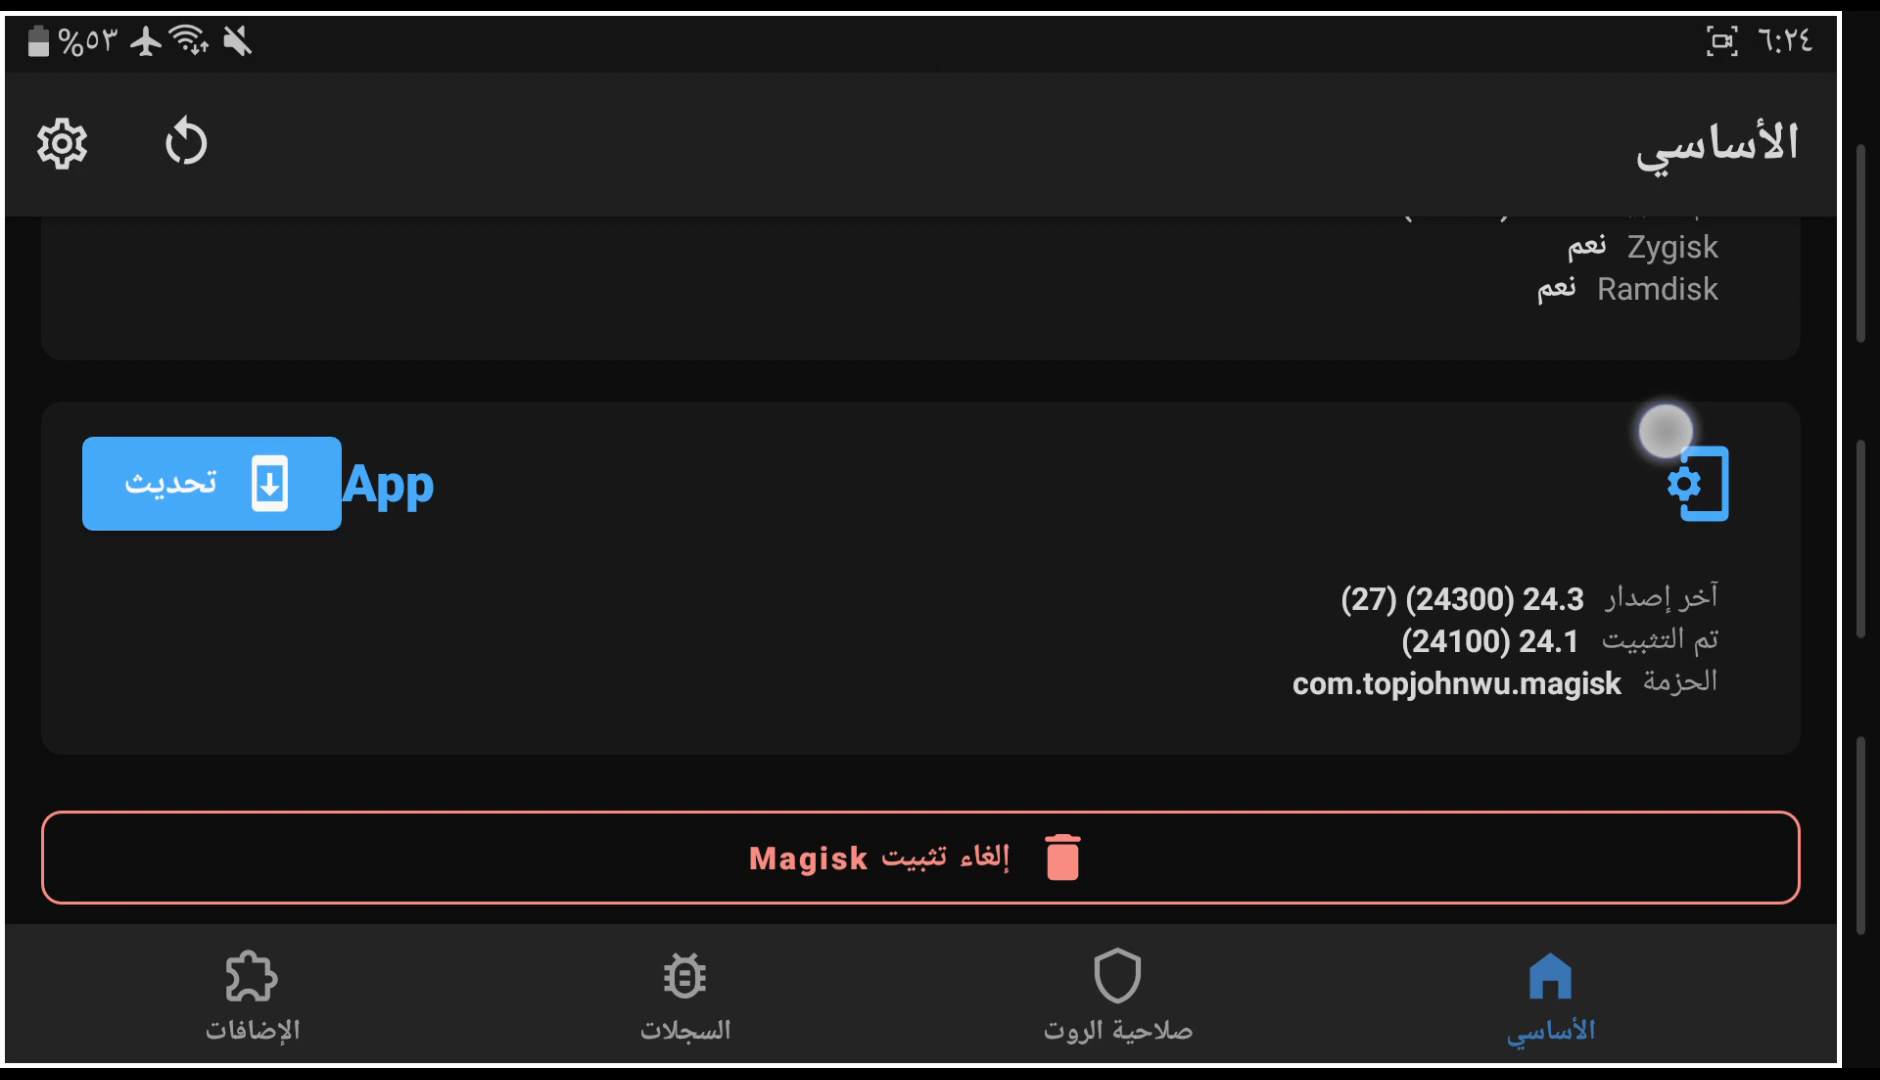 %٥٣
٦:٢٤
الأساسي
Zygisk نعم
Ramdisk نعم
App
تحديث
آخر إصدار 24.3 (24300) (27)
تم التثبيت 24.1 (24100)
الحزمة com.topjohnwu.magisk
إلغاء تثبيت Magisk
الأساسي
صلاحية الروت
السجلات
الإضافات